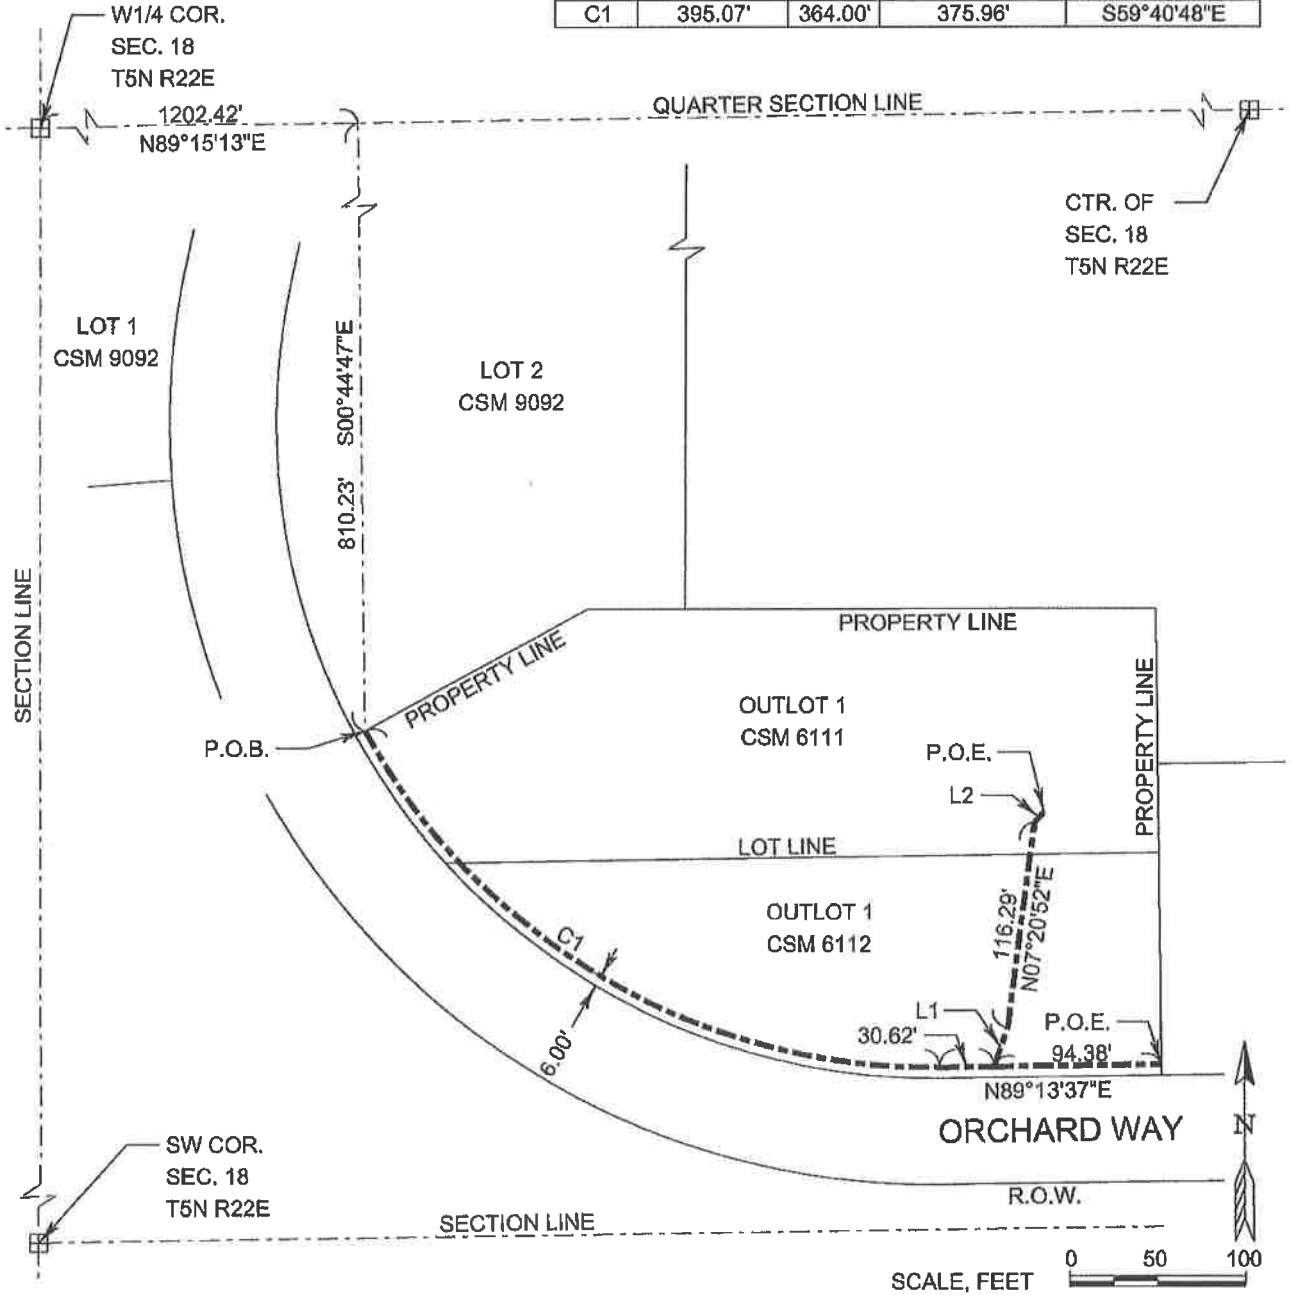 C1 395.07' 364.00' 375.96' S59°40'48"E
W1/4 COR.
SEC. 18
T5N R22E
1202.42'
N89°15'13"E
QUARTER SECTION LINE
CTR. OF
SEC. 18
T5N R22E
LOT 1
CSM 9092
810.23' S00°44'47"E
LOT 2
CSM 9092
SECTION LINE
PROPERTY LINE
PROPERTY LINE
PROPERTY LINE
P.O.B.
OUTLOT 1
CSM 6111
P.O.E.
L2
LOT LINE
OUTLOT 1
CSM 6112
116.29'
N07°20'52"E
C1
6.00'
L1
30.62'
P.O.E.
94.38'
N89°13'37"E
ORCHARD WAY
N
R.O.W.
SW COR.
SEC. 18
T5N R22E
SECTION LINE
0 50 100
SCALE, FEET